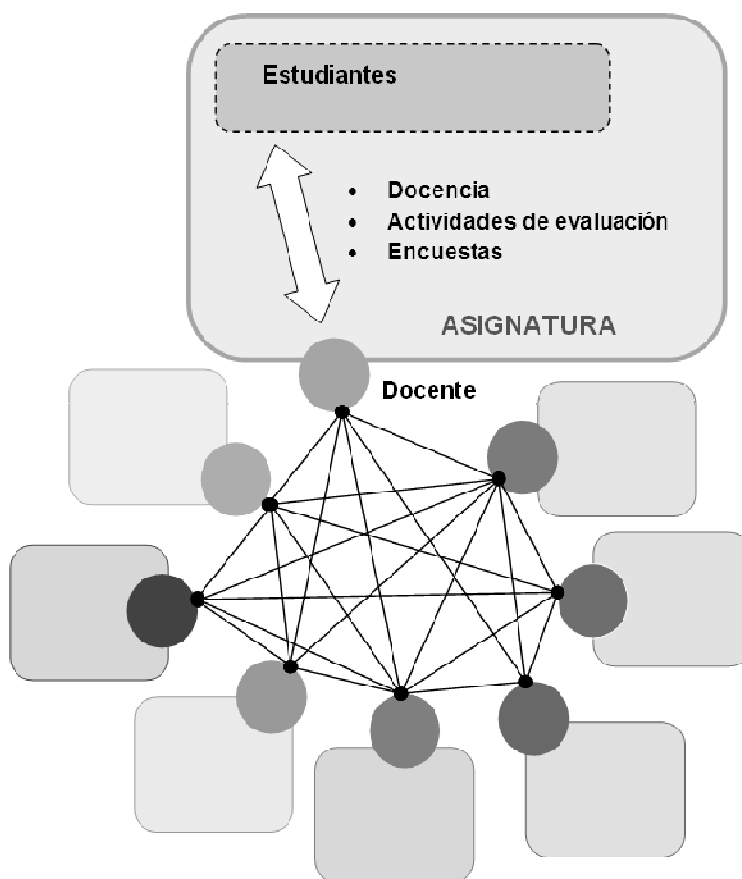 Estudiantes
• Docencia
• Actividades de evaluación
• Encuestas
ASIGNATURA
Docente